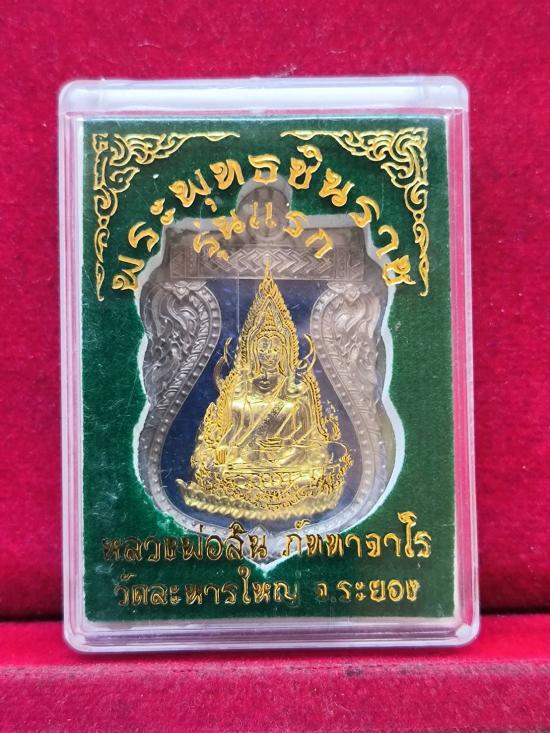 พระพุทธชินราช
รุ่นแรก
หลวงพ่อสิน ภัททาจาโร
วัดละหารใหญ่ จ.ระยอง